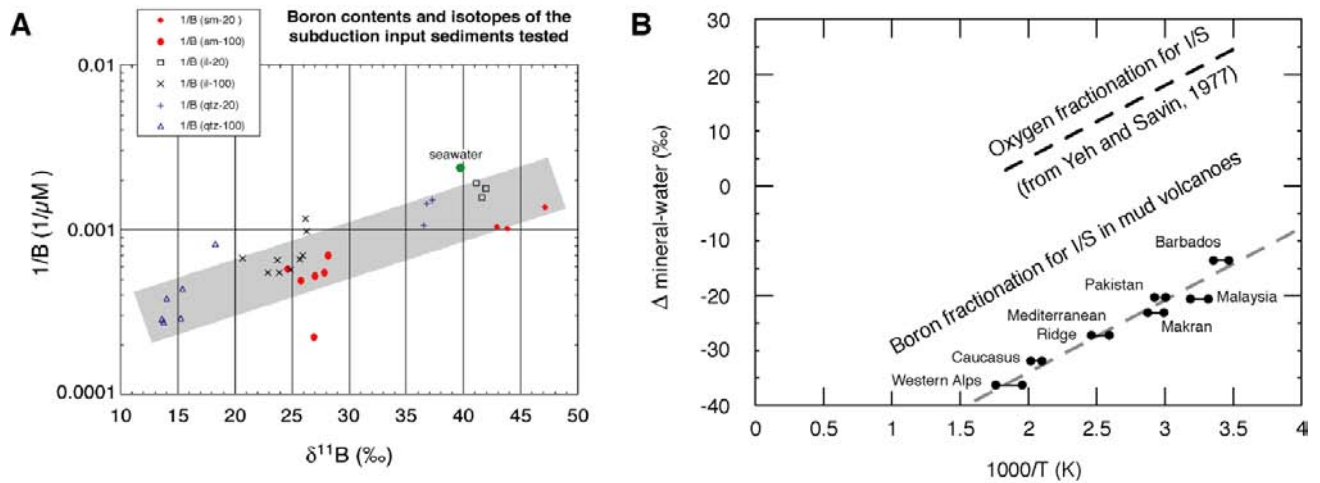 A
1/B (sm-20 )
1/B (am-100)
1/B (il-20)
1/B (il-100)
1/B (qtz-20)
1/B (qtz-100)
Boron contents and isotopes of the
subduction input sediments tested
seawater
1/B (1/µM)
0.01
0.001
0.0001
10 15 20 25 30 35 40 45 50
δ11B (‰)
B
Δ mineral-water (‰)
30
20
10
0
-10
-20
-30
-40
Oxygen fractionation for I/S
(from Yeh and Savin, 1977)
Boron fractionation for I/S in mud volcanoes
Barbados
Pakistan
Malaysia
Mediterranean
Ridge
Makran
Caucasus
Western Alps
0 0.5 1 1.5 2 2.5 3 3.5 4
1000/T (K)